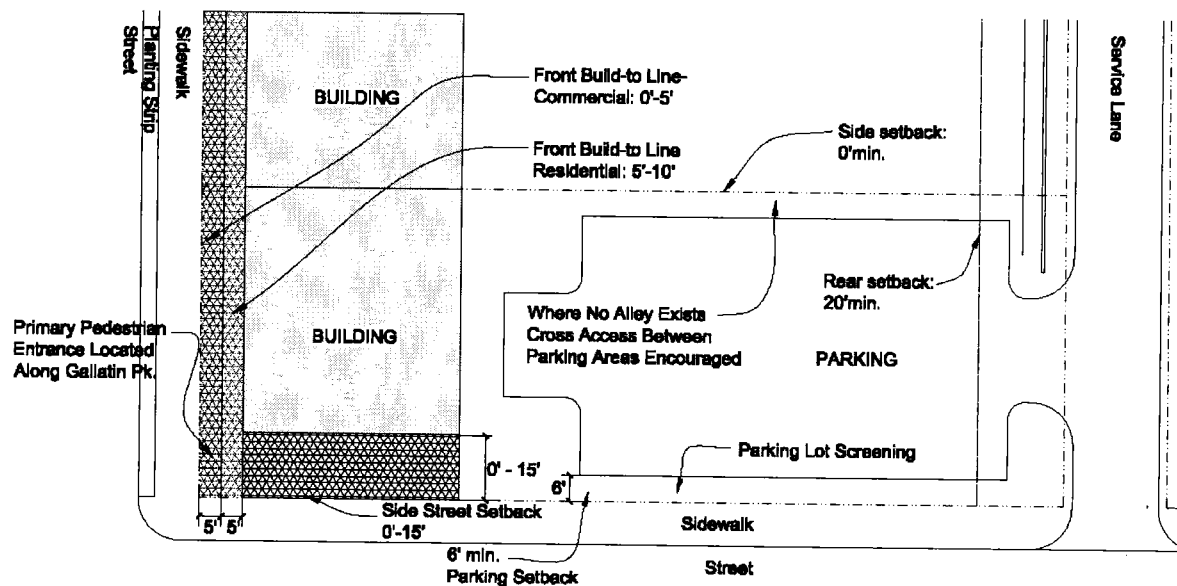 Street
Planting Strip
Sidewalk
BUILDING
Front Build-to Line-
Commercial: 0'-5'
Front Build-to Line
Residential: 5'-10'
Side setback:
0'min.
Service Lane
Rear setback:
20'min.
Where No Alley Exists
Cross Access Between
Parking Areas Encouraged
PARKING
BUILDING
Primary Pedestrian
Entrance Located
Along Gallatin Pk.
0' - 15'
6'
Parking Lot Screening
5'
5'
Side Street Setback
0'-15'
Sidewalk
6' min.
Parking Setback
Street